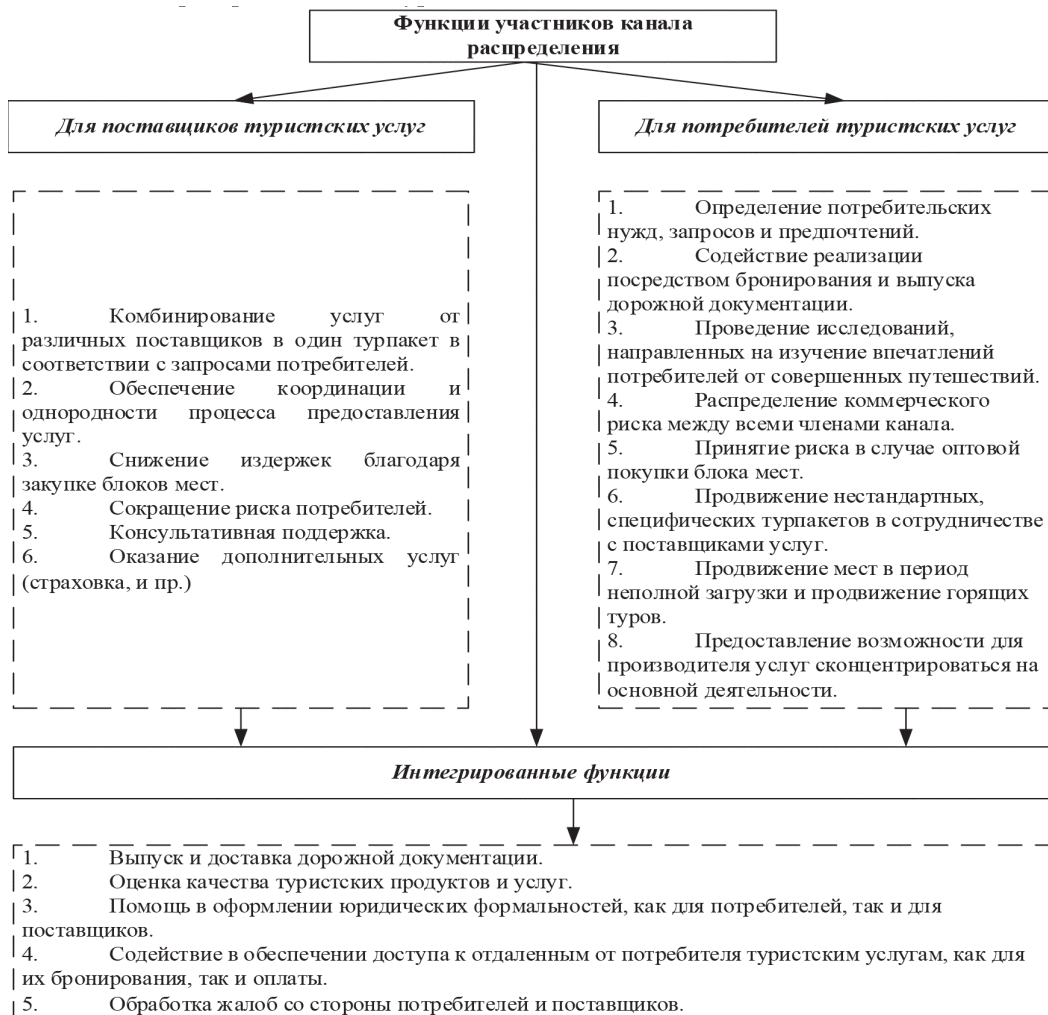 Функции участников канала
распределения
Для поставщиков туристских услуг
1. Комбинирование услуг от
различных поставщиков в один турпакет в
соответствии с запросами потребителей.
2. Обеспечение координации и
однородности процесса предоставления
услуг.
3. Снижение издержек благодаря
закупке блоков мест.
4. Сокращение риска потребителей.
5. Консультативная поддержка.
6. Оказание дополнительных услуг
(страховка, и пр.)
Для потребителей туристских услуг
1. Определение потребительских
нужд, запросов и предпочтений.
2. Содействие реализации
посредством бронирования и выпуска
дорожной документации.
3. Проведение исследований,
направленных на изучение впечатлений
потребителей от совершенных путешествий.
4. Распределение коммерческого
риска между всеми членами канала.
5. Принятие риска в случае оптовой
покупки блока мест.
6. Продвижение нестандартных,
специфических турпакетов в сотрудничестве
с поставщиками услуг.
7. Продвижение мест в период
неполной загрузки и продвижение горящих
туров.
8. Предоставление возможности для
производителя услуг сконцентрироваться на
основной деятельности.
Интегрированные функции
1. Выпуск и доставка дорожной документации.
2. Оценка качества туристских продуктов и услуг.
3. Помощь в оформлении юридических формальностей, как для потребителей, так и для
поставщиков.
4. Содействие в обеспечении доступа к отдаленным от потребителя туристским услугам, как для
их бронирования, так и оплаты.
5. Обработка жалоб со стороны потребителей и поставщиков.